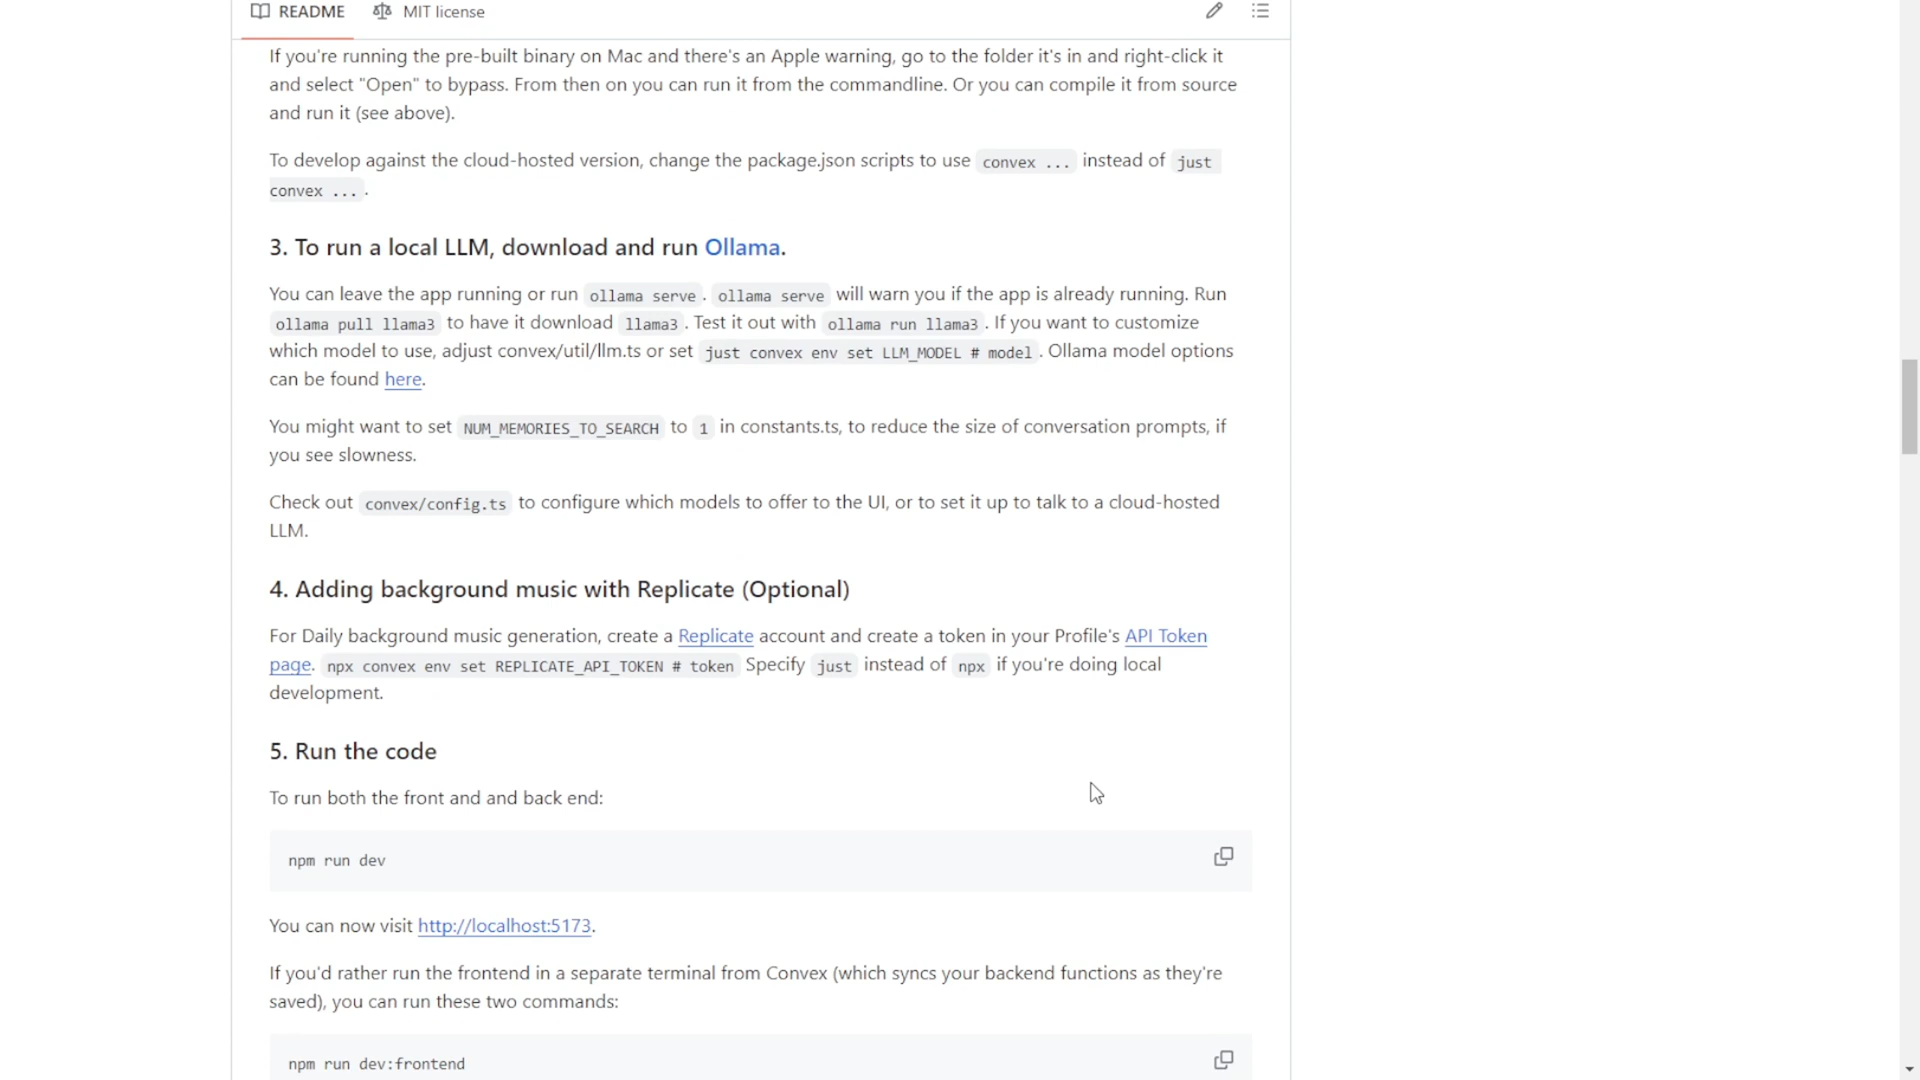 README MIT license
If you're running the pre-built binary on Mac and there's an Apple warning, go to the folder it's in and right-click it
and select "Open" to bypass. From then on you can run it from the commandline. Or you can compile it from source
and run it (see above).
To develop against the cloud-hosted version, change the package.json scripts to use convex ... instead of just
convex ... .
3. To run a local LLM, download and run Ollama.
You can leave the app running or run ollama serve . ollama serve will warn you if the app is already running. Run
ollama pull llama3 to have it download llama3 . Test it out with ollama run llama3 . If you want to customize
which model to use, adjust convex/util/llm.ts or set just convex env set LLM_MODEL # model . Ollama model options
can be found here.
You might want to set NUM_MEMORIES_TO_SEARCH to 1 in constants.ts, to reduce the size of conversation prompts, if
you see slowness.
Check out convex/config.ts to configure which models to offer to the UI, or to set it up to talk to a cloud-hosted
LLM.
4. Adding background music with Replicate (Optional)
For Daily background music generation, create a Replicate account and create a token in your Profile's API Token
page. npx convex env set REPLICATE_API_TOKEN # token Specify just instead of npx if you're doing local
development.
5. Run the code
To run both the front and and back end:
npm run dev
You can now visit http://localhost:5173.
If you'd rather run the frontend in a separate terminal from Convex (which syncs your backend functions as they're
saved), you can run these two commands:
npm run dev:frontend